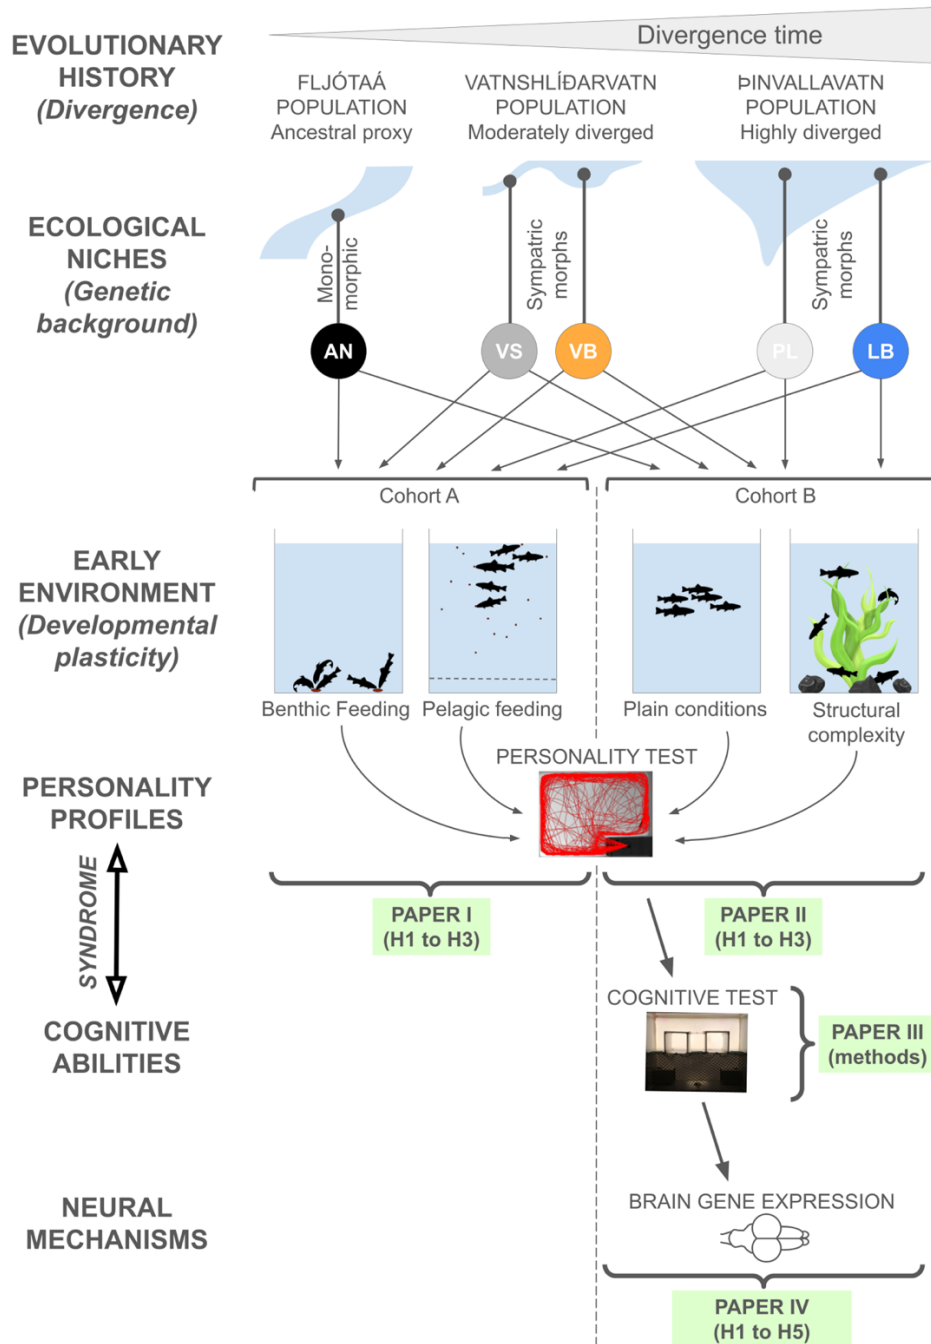 EVOLUTIONARY
HISTORY
(Divergence)
Divergence time
FLJÓTAÁ
POPULATION
Ancestral proxy
VATNSHLÍÐARVATN
POPULATION
Moderately diverged
ÞINVALLAVATN
POPULATION
Highly diverged
ECOLOGICAL
NICHES
(Genetic
background)
Mono-
morphic
Sympatric
morphs
Sympatric
morphs
AN
VS
VB
PL
LB
Cohort A
Cohort B
EARLY
ENVIRONMENT
(Developmental
plasticity)
Benthic Feeding
Pelagic feeding
Plain conditions
Structural
complexity
PERSONALITY TEST
PERSONALITY
PROFILES
SYNDROME
PAPER I
(H1 to H3)
PAPER II
(H1 to H3)
COGNITIVE
ABILITIES
COGNITIVE TEST
PAPER III
(methods)
NEURAL
MECHANISMS
BRAIN GENE EXPRESSION
PAPER IV
(H1 to H5)